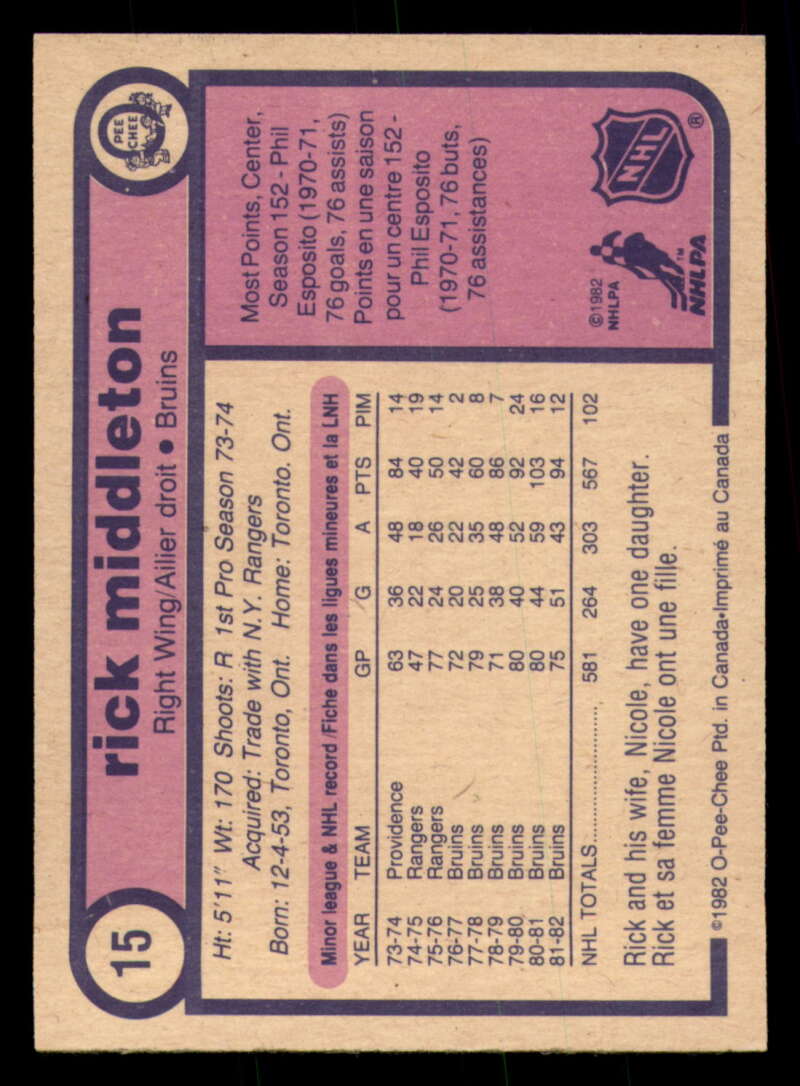 15
rick middleton
Right Wing/Ailier droit • Bruins
O PEE CHEE
Ht: 5'11" Wt: 170 Shoots: R 1st Pro Season 73-74
Acquired: Trade with N.Y. Rangers
Born: 12-4-53, Toronto, Ont. Home: Toronto. Ont.
Minor league & NHL record/Fiche dans les ligues mineures et la LNH
YEAR TEAM GP G A PTS PIM
73-74 Providence 63 36 48 84 14
74-75 Rangers 47 22 18 40 19
75-76 Rangers 77 24 26 50 14
76-77 Bruins 72 20 22 42 2
77-78 Bruins 79 25 35 60 8
78-79 Bruins 71 38 48 86 7
79-80 Bruins 80 40 52 92 24
80-81 Bruins 80 44 59 103 16
81-82 Bruins 75 51 43 94 12
NHL TOTALS.................... 581 264 303 567 102
Rick and his wife, Nicole, have one daughter.
Rick et sa femme Nicole ont une fille.
©1982 O-Pee-Chee Ptd. in Canada•Imprimé au Canada
Most Points, Center,
Season 152 - Phil
Esposito (1970-71,
76 goals, 76 assists)
Points en une saison
pour un centre 152 -
Phil Esposito
(1970-71, 76 buts,
76 assistances)
©1982
NHLPA
NHLPA™
NHL®